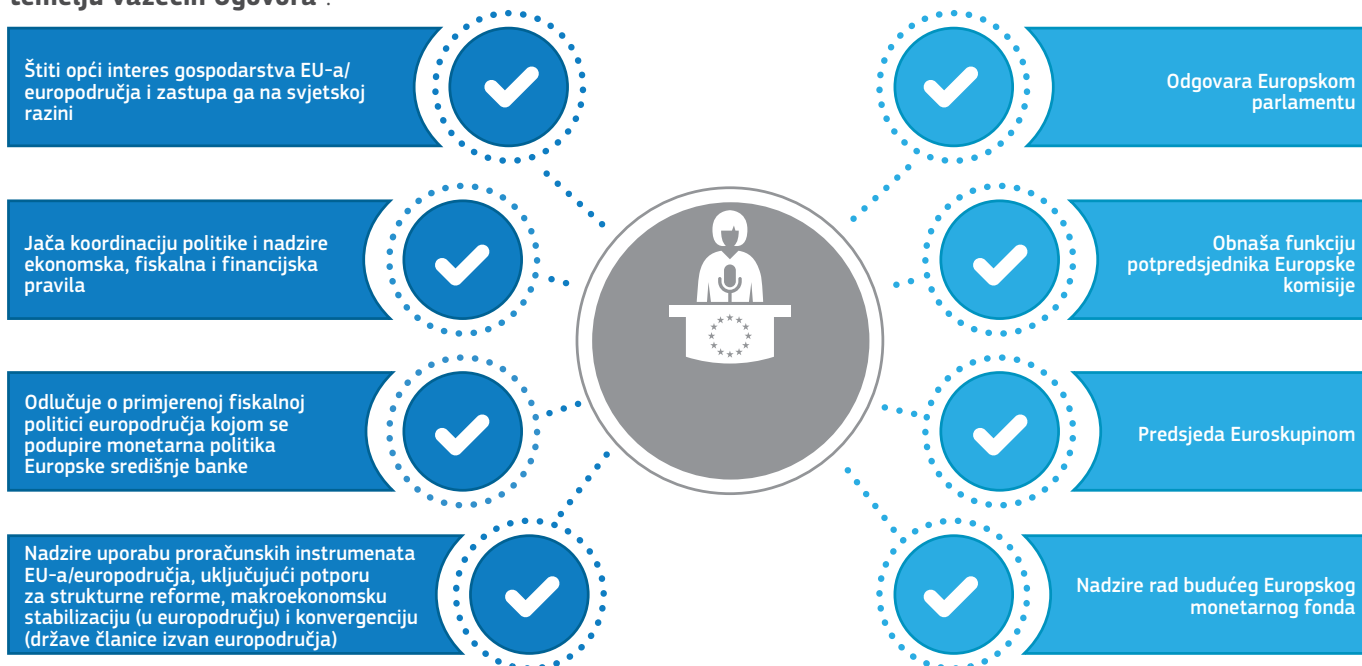 temelju važećih Ugovora".
Štiti opći interes gospodarstva EU-a/
europodručja i zastupa ga na svjetskoj
razini
Jača koordinaciju politike i nadzire
ekonomska, fiskalna i financijska
pravila
Odlučuje o primjerenoj fiskalnoj
politici europodručja kojom se
podupire monetarna politika
Europske središnje banke
Nadzire uporabu proračunskih instrumenata
EU-a/europodručja, uključujući potporu
za strukturne reforme, makroekonomsku
stabilizaciju (u europodručju) i konvergenciju
(države članice izvan europodručja)
Odgovara Europskom
parlamentu
Obnaša funkciju
potpredsjednika Europske
komisije
Predsjeda Euroskupinom
Nadzire rad budućeg Europskog
monetarnog fonda